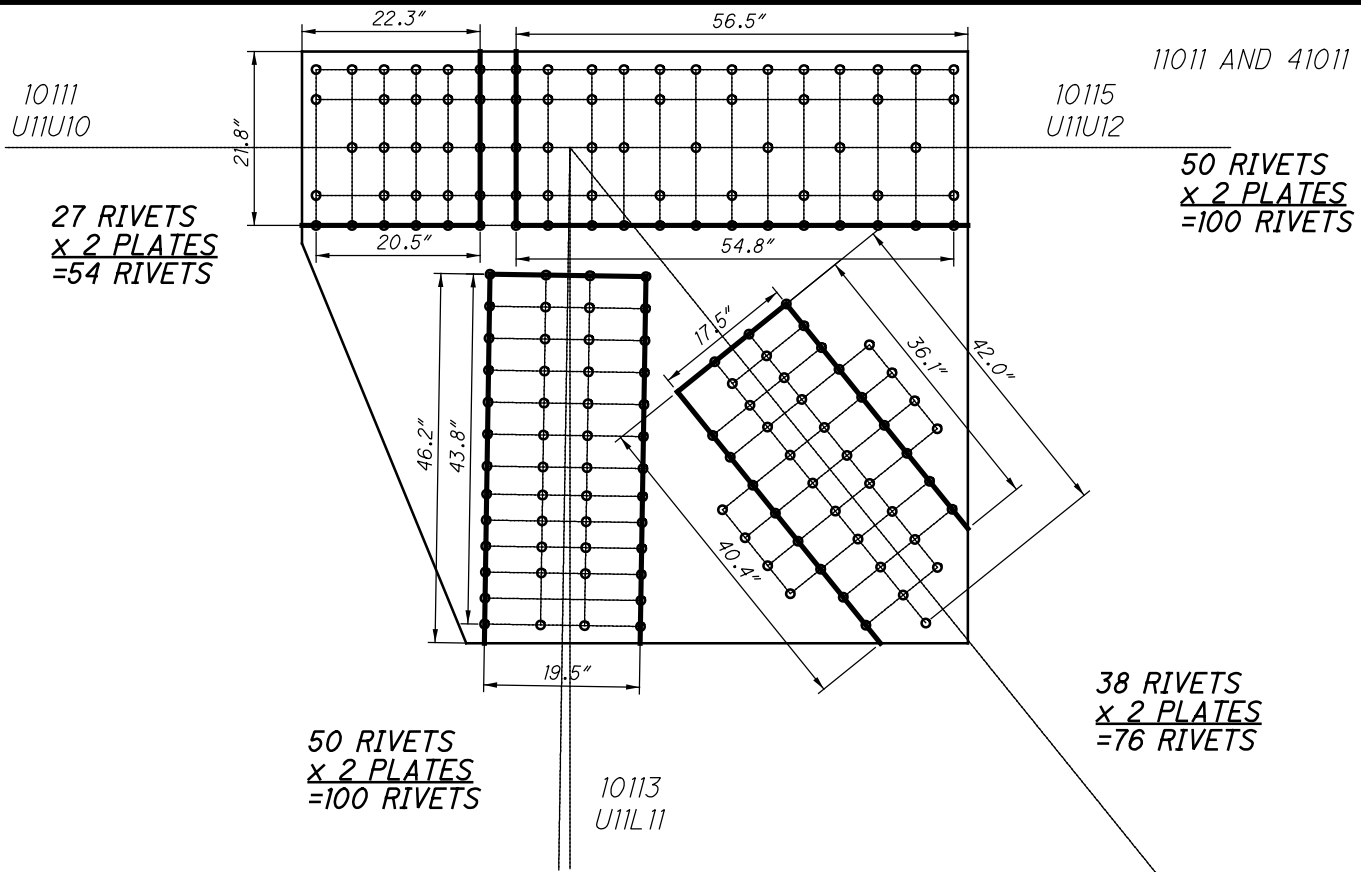 22.3"
56.5"
11011 AND 41011
10111
U11U10
21.8"
10115
U11U12
50 RIVETS
x 2 PLATES
=100 RIVETS
27 RIVETS
x 2 PLATES
=54 RIVETS
20.5"
54.8"
17.5"
36.1"
42.0"
46.2"
43.8"
40.4"
19.5"
38 RIVETS
x 2 PLATES
=76 RIVETS
50 RIVETS
x 2 PLATES
=100 RIVETS
10113
U11L11